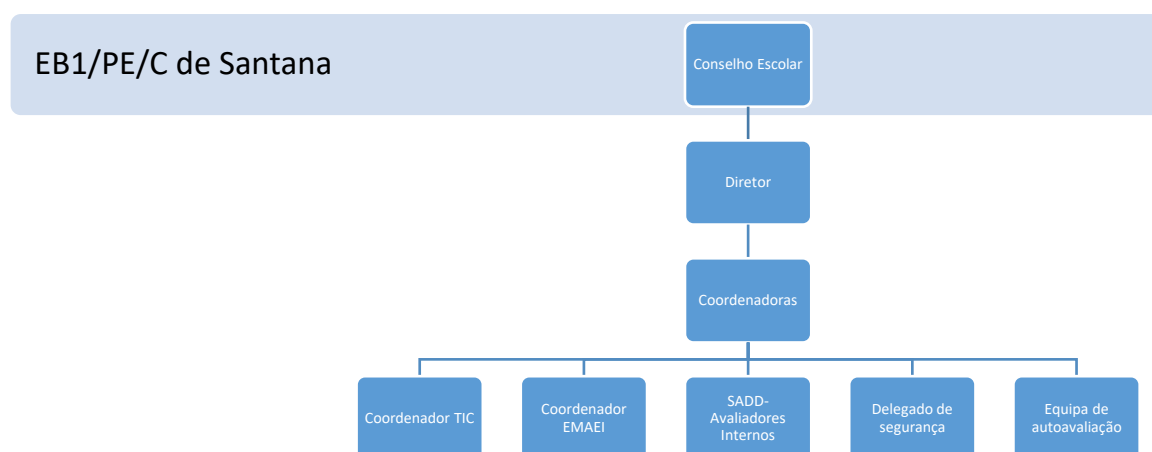 EB1/PE/C de Santana
Conselho Escolar
Diretor
Coordenadoras
Coordenador TIC
Coordenador
EMAEI
SADD-
Avaliadores
Internos
Delegado de
segurança
Equipa de
autoavaliação